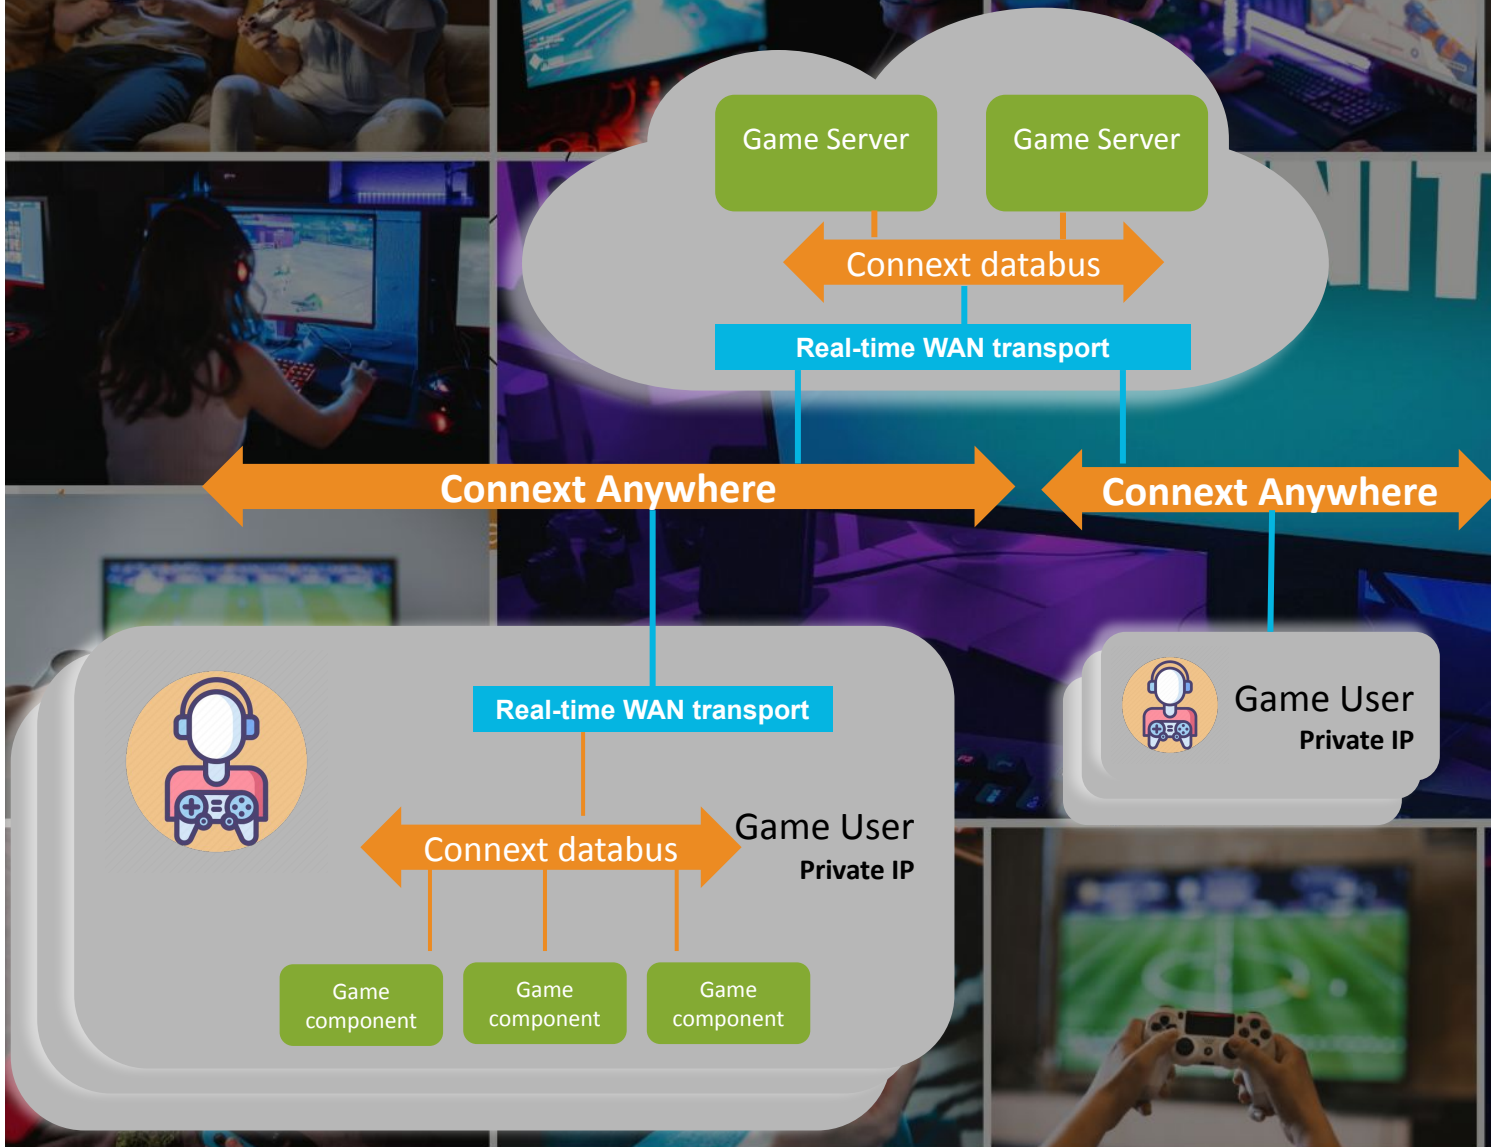 Game Server
Game Server
NIT
Connext databus
Real-time WAN transport
Connext Anywhere
Connext Anywhere
Real-time WAN transport
Game User
Private IP
Connext databus
Game User
Private IP
Game
component
Game
component
Game
component